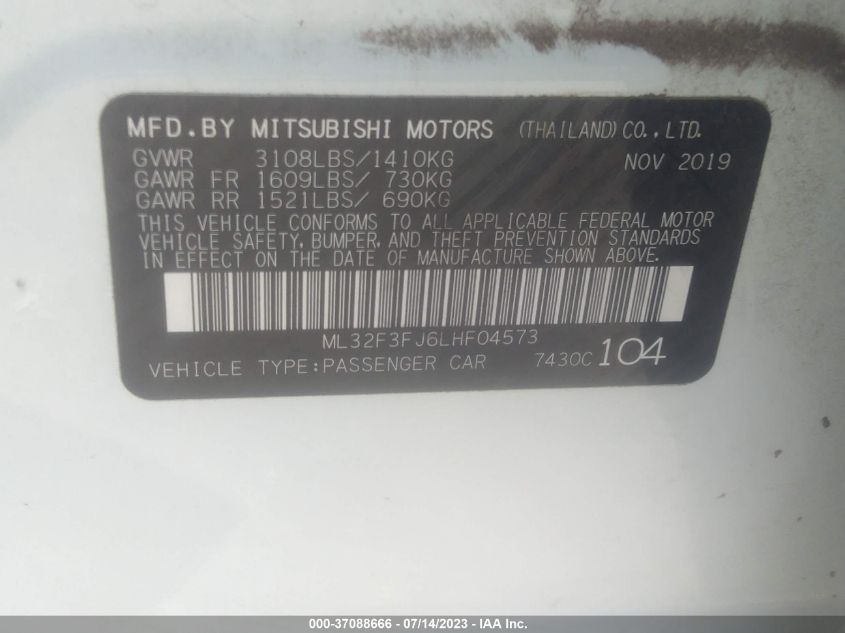 MFD.BY MITSUBISHI MOTORS (THAILAND)CO.,LTD.
GVWR 3108LBS/1410KG NOV 2019
GAWR FR 1609LBS/ 730KG
GAWR RR 1521LBS/ 690KG
THIS VEHICLE CONFORMS TO ALL APPLICABLE FEDERAL MOTOR
VEHICLE SAFETY, BUMPER, AND THEFT PREVENTION STANDARDS
IN EFFECT ON THE DATE OF MANUFACTURE SHOWN ABOVE.
ML32F3FJ6LHF04573
VEHICLE TYPE:PASSENGER CAR 7430C 104
000-37088666 - 07/14/2023 - IAA Inc.